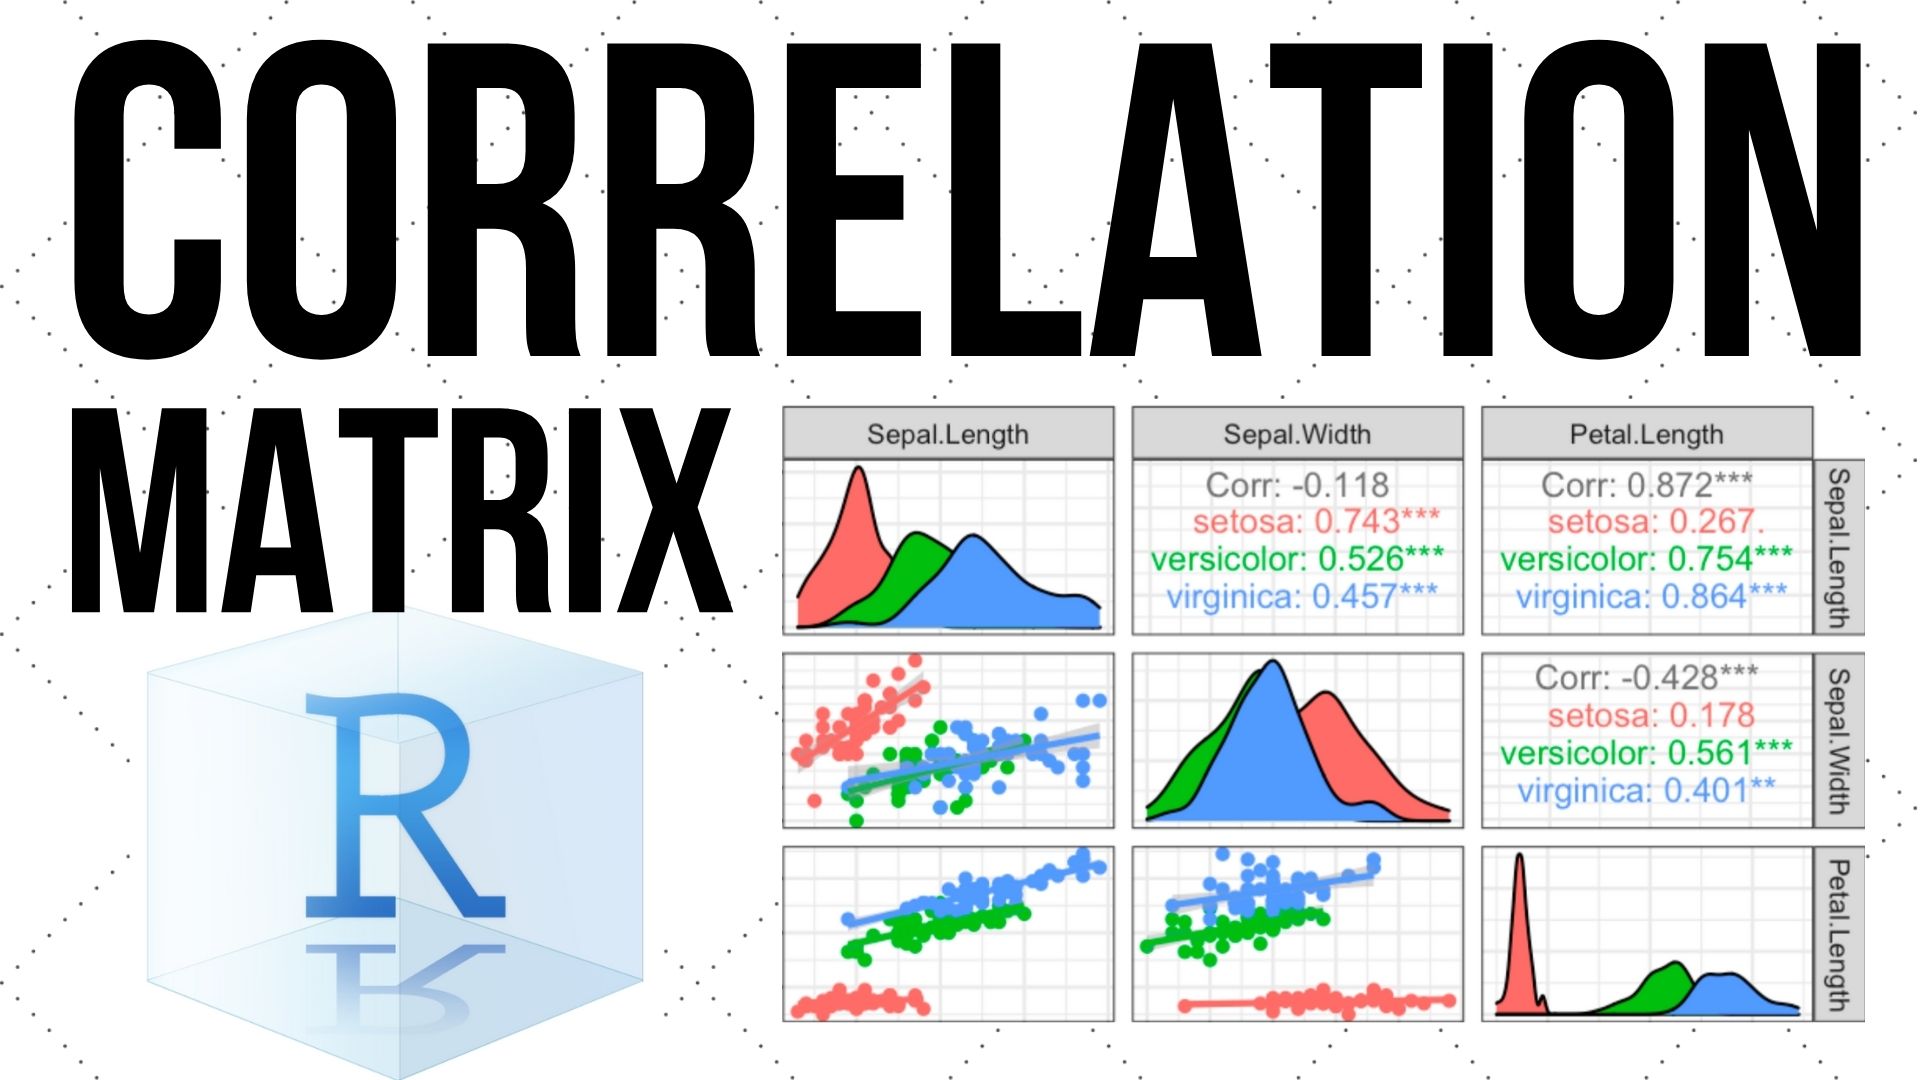 CORRELATION
MATRIX
Sepal.Length
Sepal.Width
Petal.Length
Corr: -0.118
setosa: 0.743***
versicolor: 0.526***
virginica: 0.457***
Corr: 0.872***
setosa: 0.267.
versicolor: 0.754***
virginica: 0.864***
Sepal.Length
Corr: -0.428***
setosa: 0.178
versicolor: 0.561***
virginica: 0.401**
Sepal.Width
Petal.Length
R